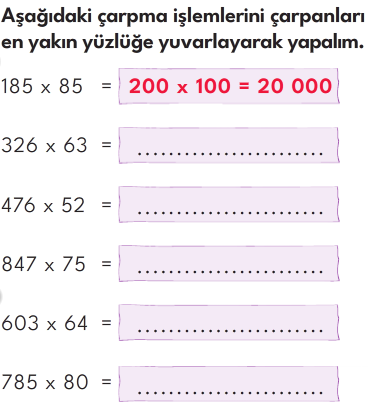 Aşağıdaki çarpma işlemlerini çarpanları
en yakın yüzlüğe yuvarlayarak yapalım.
185 x 85 = 200 x 100 = 20 000
326 x 63 = ........................
476 x 52 = ........................
847 x 75 = ........................
603 x 64 = ........................
785 x 80 = ........................